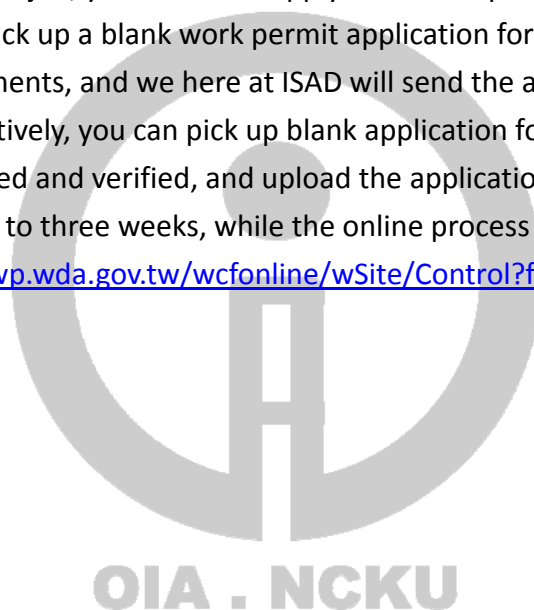 ick up a blank work permit application for
nents, and we here at ISAD will send the a
tively, you can pick up blank application fo
ed and verified, and upload the applicatio
to three weeks, while the online process
vp.wda.gov.tw/wcfonline/wSite/Control?f
OIA . NCKU